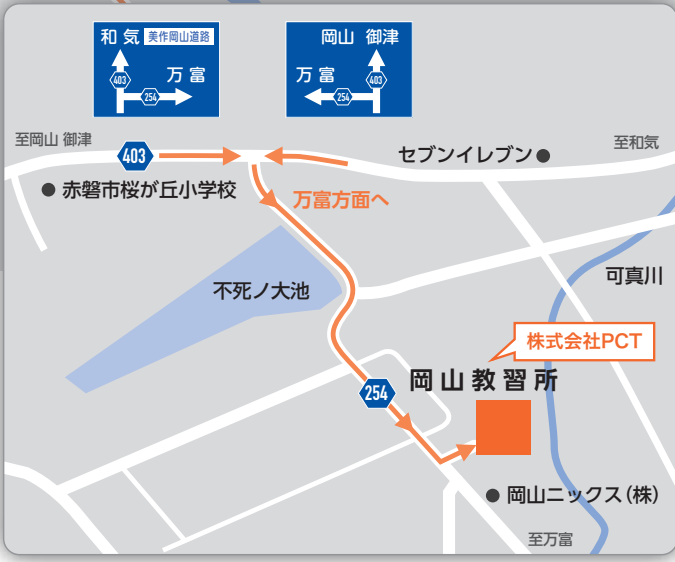 和気 美作岡山道路
403 万富
254
岡山 御津
万富 403
254
至岡山 御津
403
セブンイレブン
至和気
赤磐市桜が丘小学校
万富方面へ
不死ノ大池
可真川
株式会社PCT
岡山教習所
254
岡山ニックス(株)
至万富